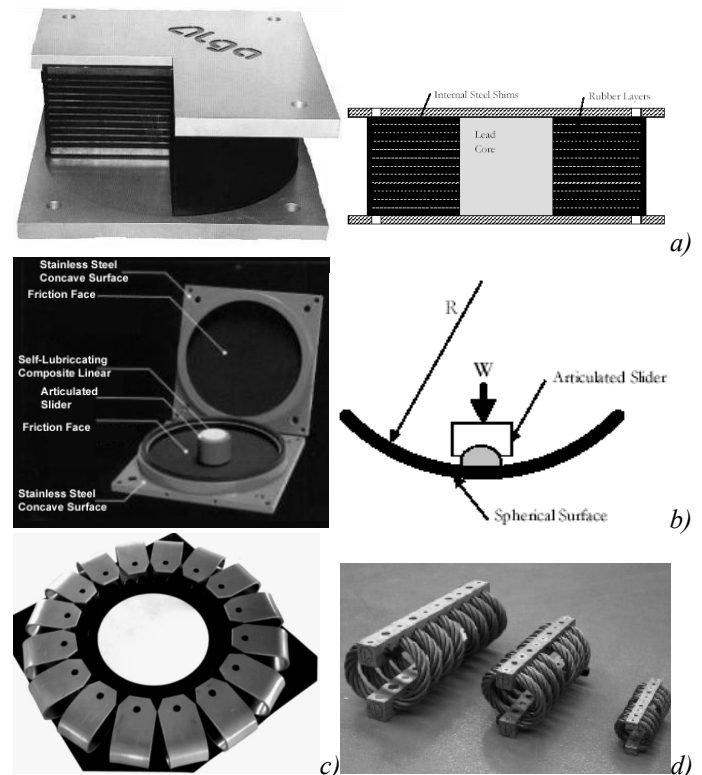 alga
Internal Steel Shims
Rubber Layers
Lead
Core
a)
Stainless Steel
Concave Surface
Friction Face
Self-Lubriccating
Composite Linear
Articulated
Slider
Friction Face
Stainless Steel
Concave Surface
R
W
Articulated Slider
Spherical Surface
b)
c)
d)